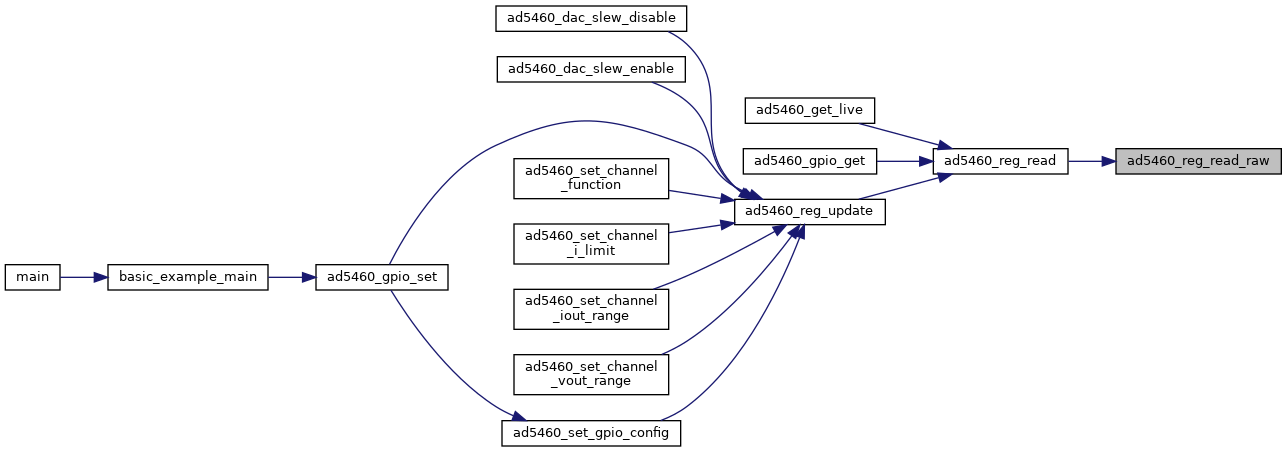 ad5460_dac_slew_disable
ad5460_dac_slew_enable
ad5460_get_live
ad5460_gpio_get
ad5460_reg_read
ad5460_reg_read_raw
ad5460_set_channel
_function
ad5460_reg_update
ad5460_set_channel
_i_limit
main
basic_example_main
ad5460_gpio_set
ad5460_set_channel
_iout_range
ad5460_set_channel
_vout_range
ad5460_set_gpio_config